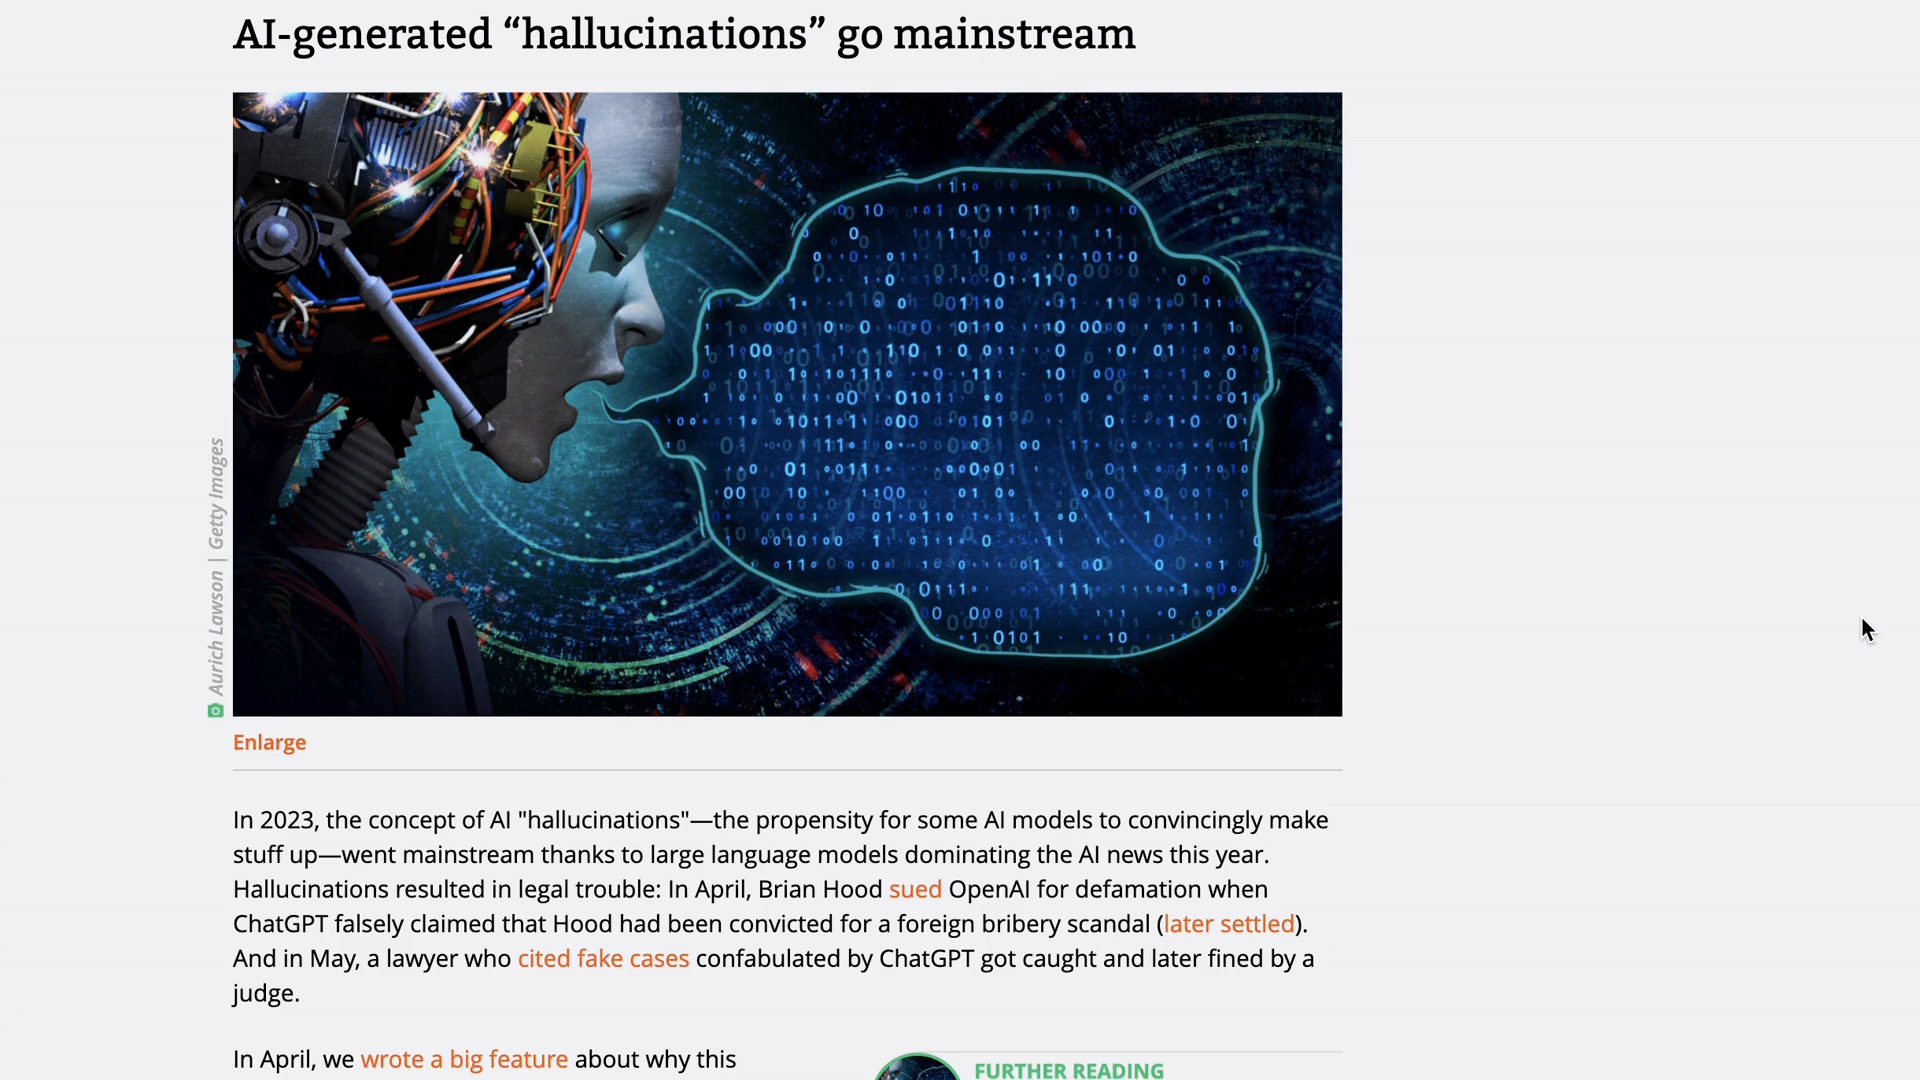 AI-generated “hallucinations” go mainstream
Aurich Lawson | Getty Images
Enlarge
In 2023, the concept of AI "hallucinations"—the propensity for some AI models to convincingly make
stuff up—went mainstream thanks to large language models dominating the AI news this year.
Hallucinations resulted in legal trouble: In April, Brian Hood sued OpenAI for defamation when
ChatGPT falsely claimed that Hood had been convicted for a foreign bribery scandal (later settled).
And in May, a lawyer who cited fake cases confabulated by ChatGPT got caught and later fined by a
judge.
In April, we wrote a big feature about why this
FURTHER READING